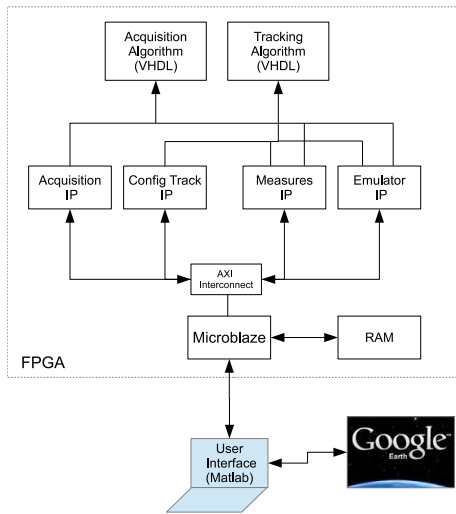 Acquisition
Algorithm
(VHDL)
Tracking
Algorithm
(VHDL)
Acquisition
IP
Config Track
IP
Measures
IP
Emulator
IP
AXI
Interconnect
Microblaze
RAM
FPGA
User
Interface
(Matlab)
Google™
Earth